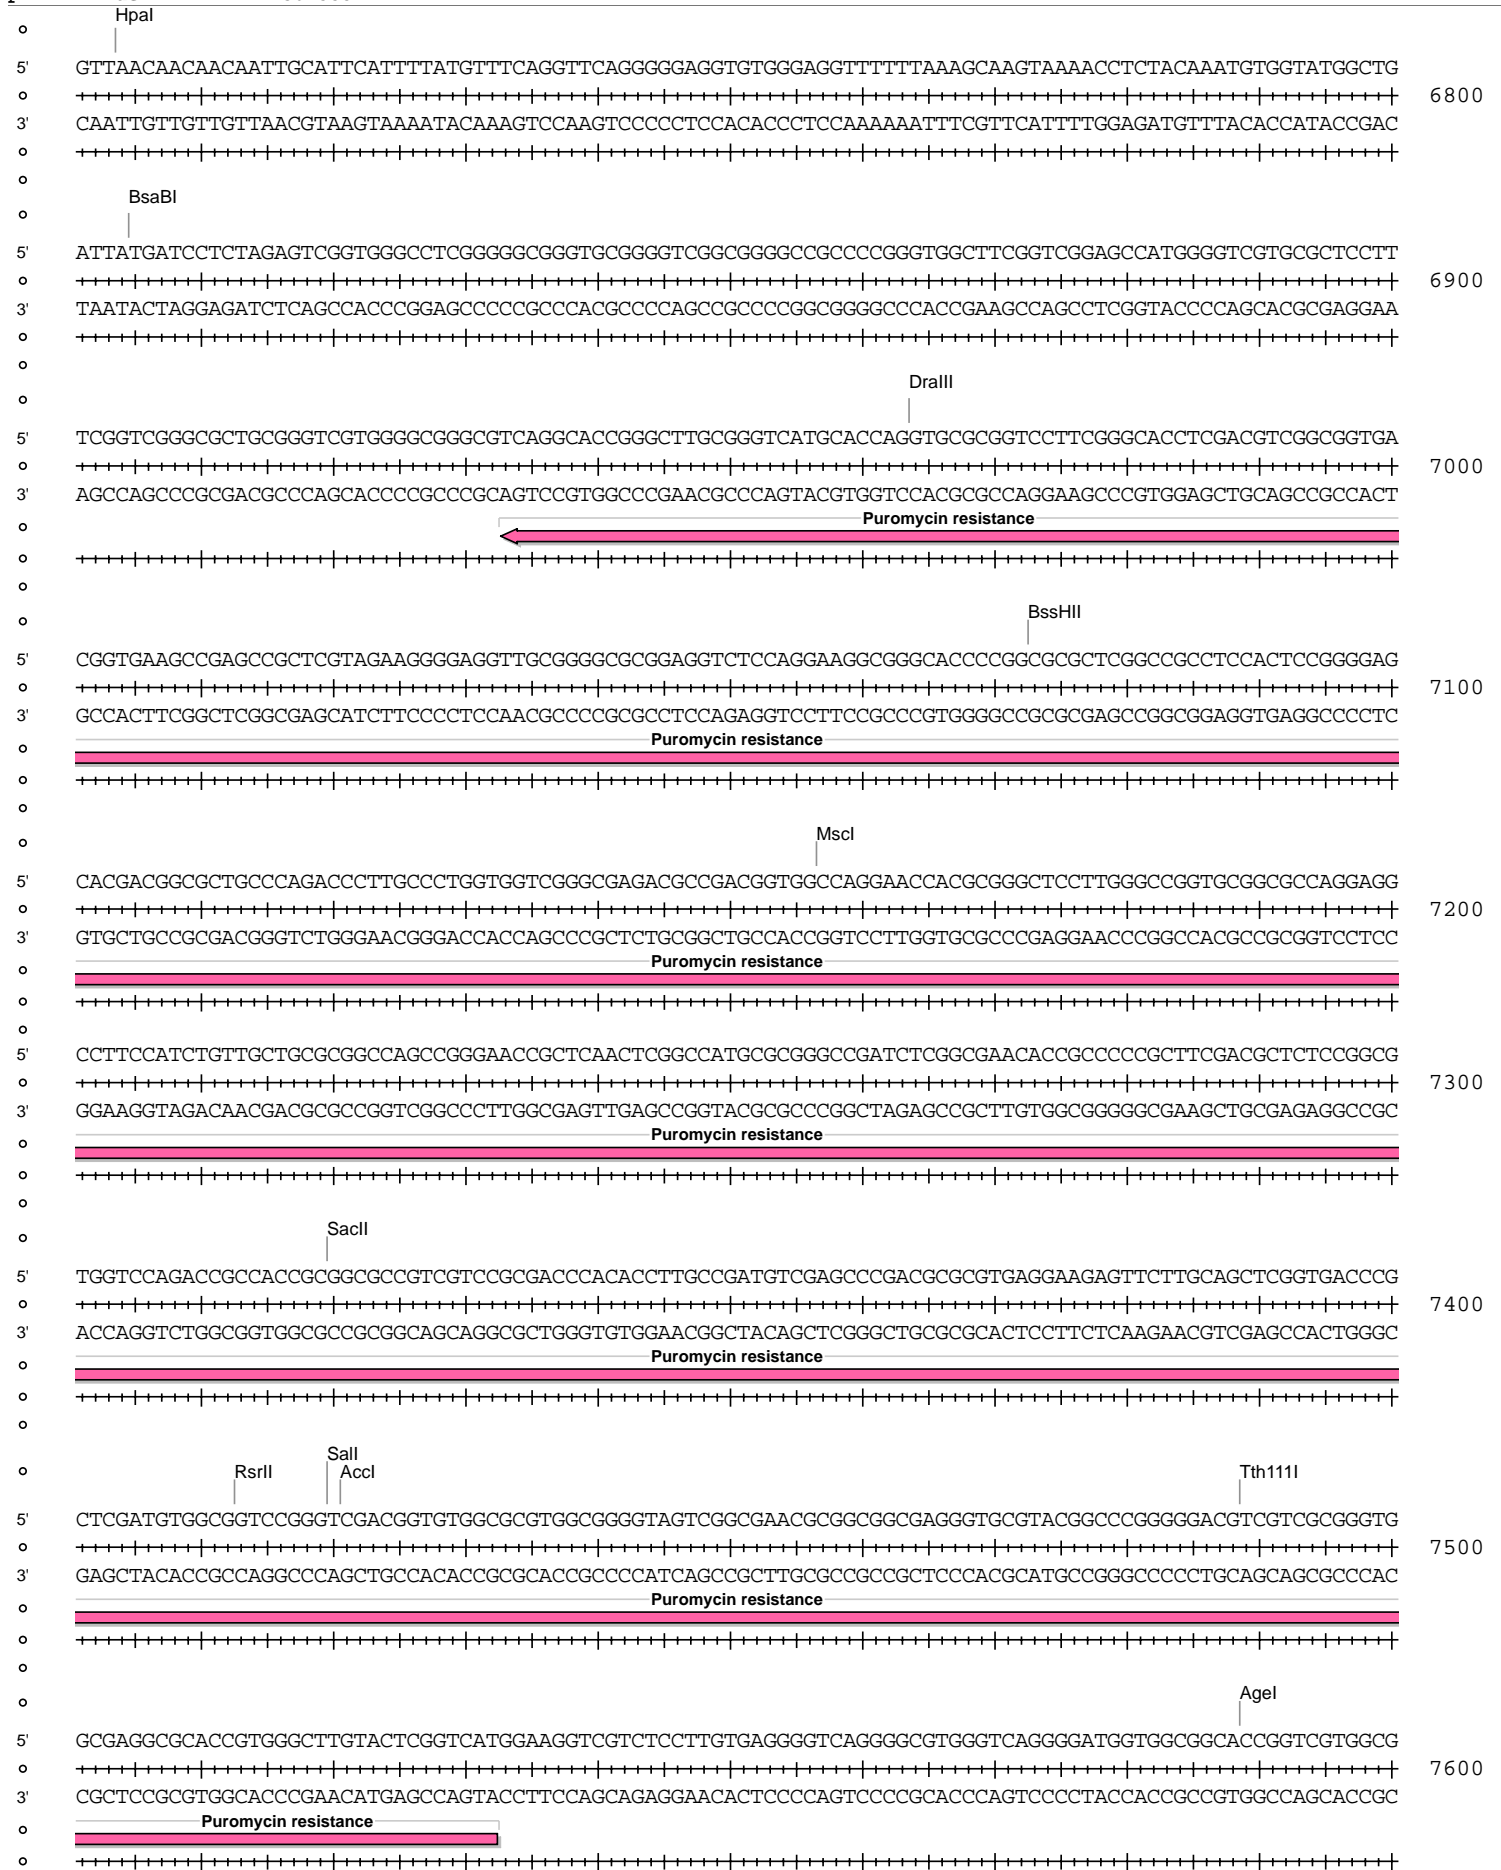 HpaI
5' GTTAACAACAACAATTGCATTCATTTTATGTTTCAGGTTCAGGGGGAGGTGTGGGAGGTTTTTTAAAGCAAGTAAAACCTCTACAAATGTGGTATGGCTG
6800
3' CAATTGTTGTTGTTAACGTAAGTAAAATACAAAGTCCAAGTCCCCCTCCACACCCTCCAAAAAATTTCGTTCATTTTGGAGATGTTTACACCATACCGAC
BsaBI
5' ATTATGATCCTCTAGAGTCGGTGGGCCTCGGGGGCGGGTGCGGGGTCGGCGGGGCCGCCCCGGGTGGCTTCGGTCGGAGCCATGGGGTCGTGCGCTCCTT
6900
3' TAATACTAGGAGATCTCAGCCACCCGGAGCCCCCGCCCACGCCCCAGCCGCCCCGGCGGGGCCCACCGAAGCCAGCCTCGGTACCCCAGCACGCGAGGAA
DraIII
5' TCGGTCGGGCGCTGCGGGTCGTGGGGCGGGCGTCAGGCACCGGGCTTGCGGGTCATGCACCAGGTGCGCGGTCCTTCGGGCACCTCGACGTCGGCGGTGA
7000
3' AGCCAGCCCGCGACGCCCAGCACCCCGCCCGCAGTCCGTGGCCCGAACGCCCAGTACGTGGTCCACGCGCCAGGAAGCCCGTGGAGCTGCAGCCGCCACT
Puromycin resistance
BssHII
5' CGGTGAAGCCGAGCCGCTCGTAGAAGGGGAGGTTGCGGGGCGCGGAGGTCTCCAGGAAGGCGGGCACCCCGGCGCGCTCGGCCGCCTCCACTCCGGGGAG
7100
3' GCCACTTCGGCTCGGCGAGCATCTTCCCCTCCAACGCCCCGCGCCTCCAGAGGTCCTTCCGCCCGTGGGGCCGCGCGAGCCGGCGGAGGTGAGGCCCCTC
Puromycin resistance
MscI
5' CACGACGGCGCTGCCCAGACCCTTGCCCTGGTGGTCGGGCGAGACGCCGACGGTGGCCAGGAACCACGCGGGCTCCTTGGGCCGGTGCGGCGCCAGGAGG
7200
3' GTGCTGCCGCGACGGGTCTGGGAACGGGACCACCAGCCCGCTCTGCGGCTGCCACCGGTCCTTGGTGCGCCCGAGGAACCCGGCCACGCCGCGGTCCTCC
Puromycin resistance
5' CCTTCCATCTGTTGCTGCGCGGCCAGCCGGGAACCGCTCAACTCGGCCATGCGCGGGCCGATCTCGGCGAACACCGCCCCCGCTTCGACGCTCTCCGGCG
7300
3' GGAAGGTAGACAACGACGCGCCGGTCGGCCCTTGGCGAGTTGAGCCGGTACGCGCCCGGCTAGAGCCGCTTGTGGCGGGGGCGAAGCTGCGAGAGGCCGC
Puromycin resistance
SacII
5' TGGTCCAGACCGCCACCGCGGCGCCGTCGTCCGCGACCCACACCTTGCCGATGTCGAGCCCGACGCGCGTGAGGAAGAGTTCTTGCAGCTCGGTGACCCG
7400
3' ACCAGGTCTGGCGGTGGCGCCGCGGCAGCAGGCGCTGGGTGTGGAACGGCTACAGCTCGGGCTGCGCGCACTCCTTCTCAAGAACGTCGAGCCACTGGGC
Puromycin resistance
SalI
RsrII AccI Tth111I
5' CTCGATGTGGCGGTCCGGGTCGACGGTGTGGCGCGTGGCGGGGTAGTCGGCGAACGCGGCGGCGAGGGTGCGTACGGCCCGGGGGACGTCGTCGCGGGTG
7500
3' GAGCTACACCGCCAGGCCCAGCTGCCACACCGCGCACCGCCCCATCAGCCGCTTGCGCCGCCGCTCCCACGCATGCCGGGCCCCCTGCAGCAGCGCCCAC
Puromycin resistance
AgeI
5' GCGAGGCGCACCGTGGGCTTGTACTCGGTCATGGAAGGTCGTCTCCTTGTGAGGGGTCAGGGGCGTGGGTCAGGGGATGGTGGCGGCACCGGTCGTGGCG
7600
3' CGCTCCGCGTGGCACCCGAACATGAGCCAGTACCTTCCAGCAGAGGAACACTCCCCAGTCCCCGCACCCAGTCCCCTACCACCGCCGTGGCCAGCACCGC
Puromycin resistance